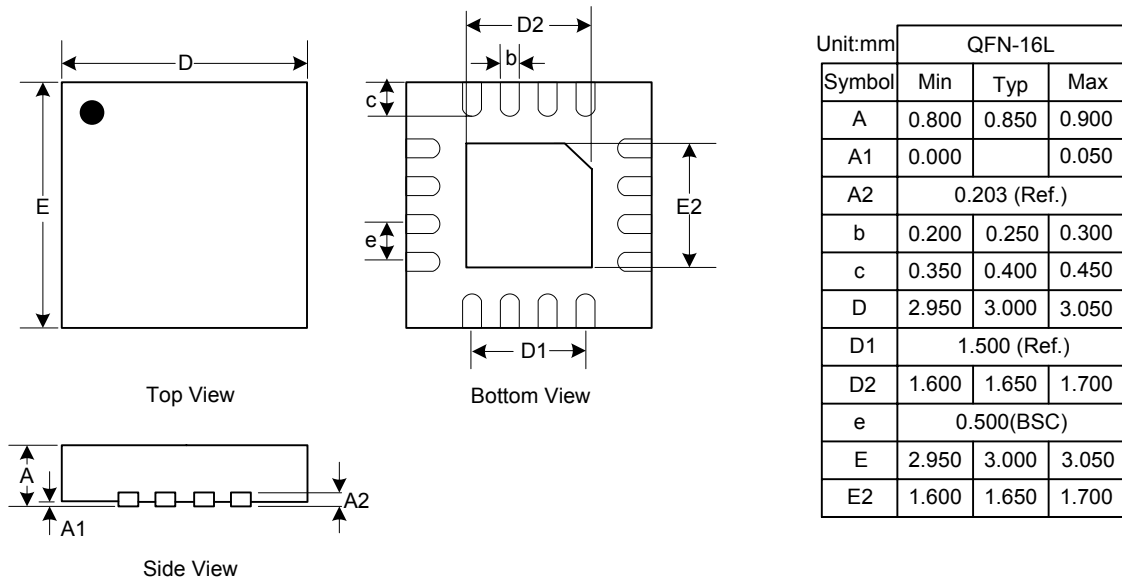 D
E
Top View
D2
b
c
e
E2
D1
Bottom View
A
A1
A2
Side View
Unit:mm QFN-16L
Symbol Min Typ Max
A 0.800 0.850 0.900
A1 0.000 0.050
A2 0.203 (Ref.)
b 0.200 0.250 0.300
c 0.350 0.400 0.450
D 2.950 3.000 3.050
D1 1.500 (Ref.)
D2 1.600 1.650 1.700
e 0.500(BSC)
E 2.950 3.000 3.050
E2 1.600 1.650 1.700